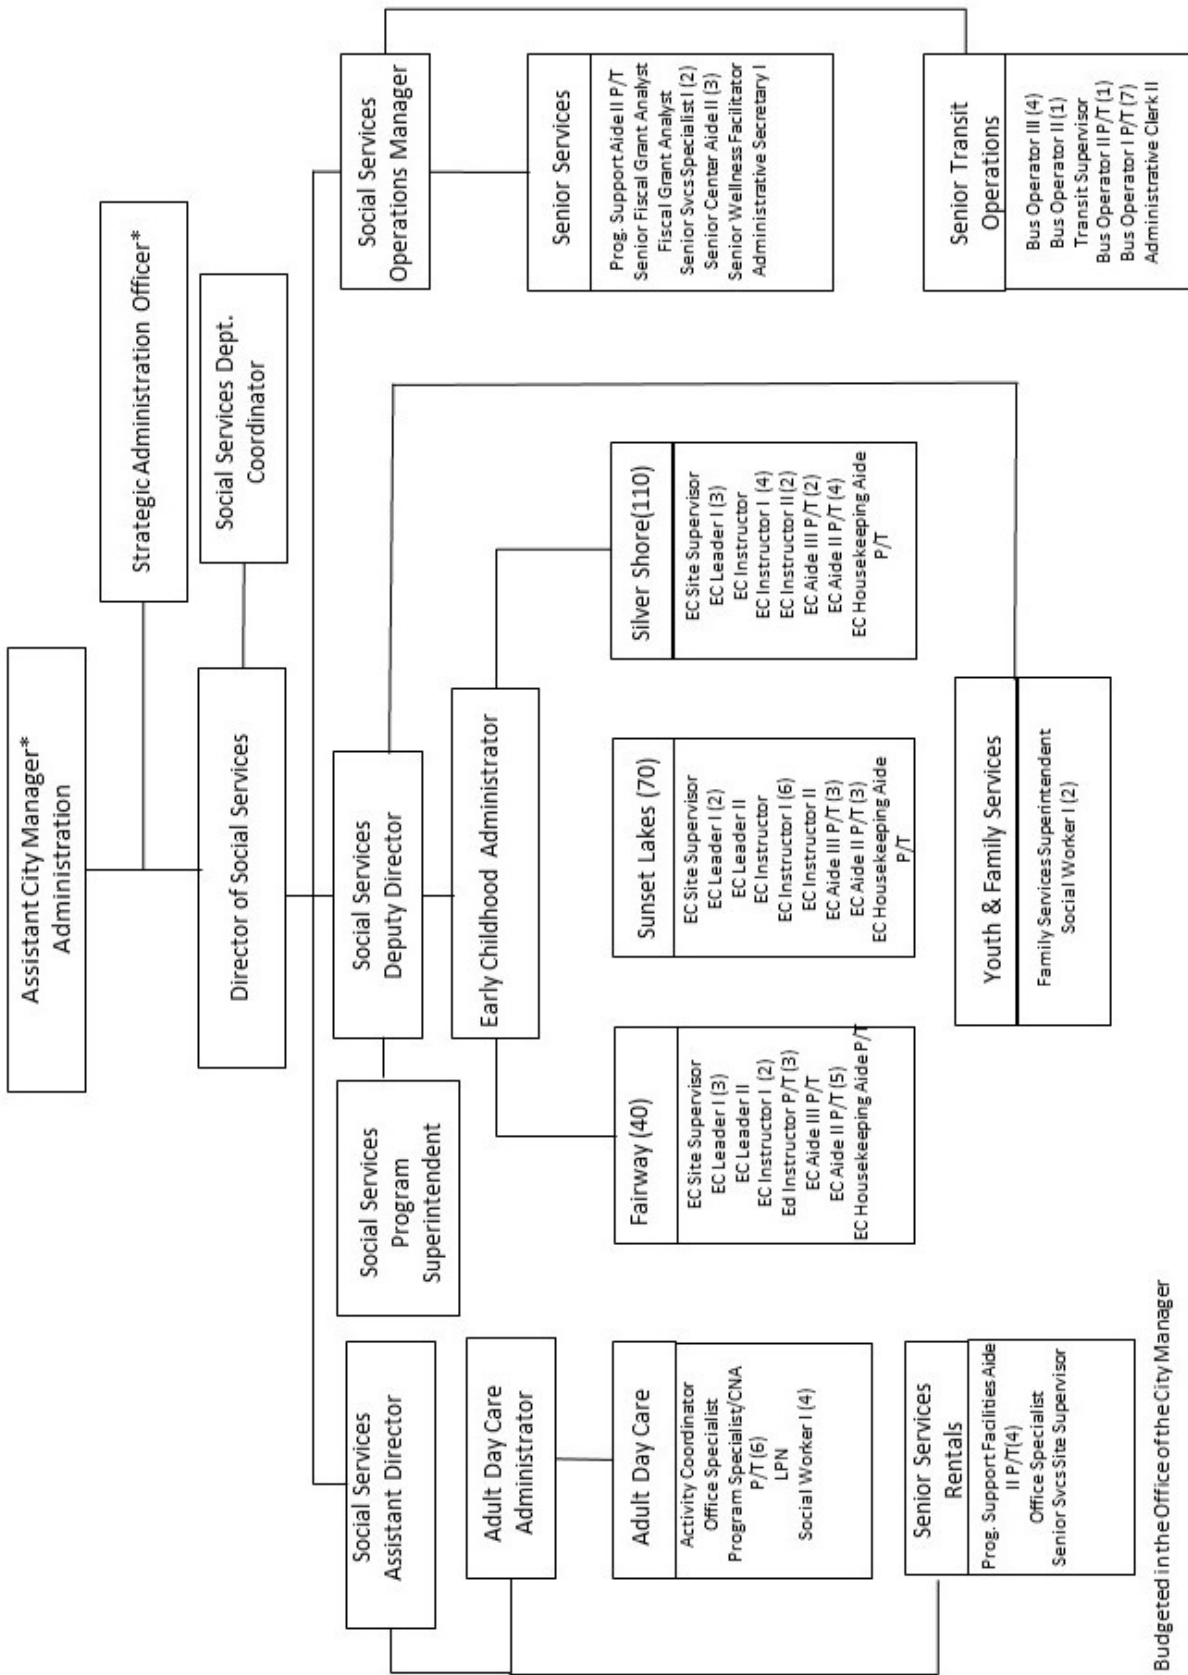 Assistant City Manager*
Administration
Strategic Administration Officer*
Director of Social Services
Social Services Dept.
Coordinator
Social Services
Assistant Director
Social Services
Program
Superintendent
Social Services
Deputy Director
Social Services
Operations Manager
Adult Day Care
Administrator
Early Childhood Administrator
Adult Day Care
Activity Coordinator
Office Specialist
Program Specialist/CNA
P/T (6)
LPN
Social Worker I (4)
Fairway (40)
EC Site Supervisor
EC Leader I (3)
EC Leader II
EC Instructor I (2)
Ed Instructor P/T (3)
EC Aide III P/T
EC Aide II P/T (5)
EC Housekeeping Aide P/T
Sunset Lakes (70)
EC Site Supervisor
EC Leader I (2)
EC Leader II
EC Instructor
EC Instructor I (6)
EC Instructor II
EC Aide III P/T (3)
EC Aide II P/T (3)
EC Housekeeping Aide
P/T
Silver Shore(110)
EC Site Supervisor
EC Leader I (3)
EC Instructor
EC Instructor I (4)
EC Instructor II (2)
EC Aide III P/T (2)
EC Aide II P/T (4)
EC Housekeeping Aide
P/T
Senior Services
Prog. Support Aide II P/T
Senior Fiscal Grant Analyst
Fiscal Grant Analyst
Senior Svcs Specialist I (2)
Senior Center Aide II (3)
Senior Wellness Facilitator
Administrative Secretary I
Senior Services
Rentals
Prog. Support Facilities Aide
II P/T(4)
Office Specialist
Senior Svcs Site Supervisor
Youth & Family Services
Family Services Superintendent
Social Worker I (2)
Senior Transit
Operations
Bus Operator III (4)
Bus Operator II (1)
Transit Supervisor
Bus Operator II P/T (1)
Bus Operator I P/T (7)
Administrative Clerk II
Budgeted in the Office of the City Manager